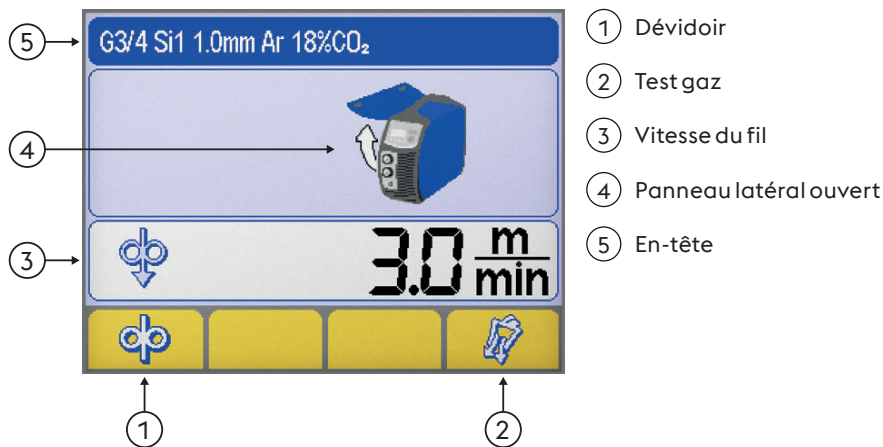 G3/4 Si1 1.0mm Ar 18%CO₂
3.0 m/min
1 Dévidoir
2 Test gaz
3 Vitesse du fil
4 Panneau latéral ouvert
5 En-tête
5
4
3
1
2